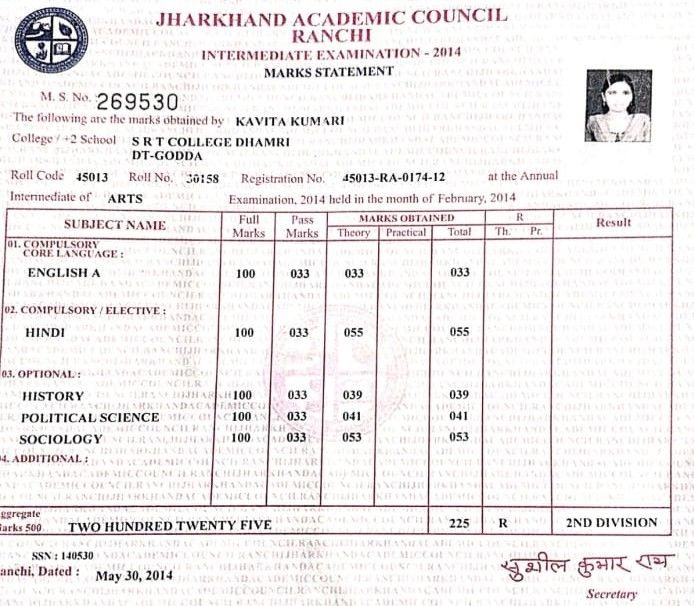 JHARKHAND ACADEMIC COUNCIL
RANCHI
INTERMEDIATE EXAMINATION - 2014
MARKS STATEMENT
M. S. No. 269530
The following are the marks obtained by KAVITA KUMARI
College / +2 School S R T COLLEGE DHAMRI
DT-GODDA
Roll Code 45013 Roll No. 30158 Registration No. 45013-RA-0174-12 at the Annual
Intermediate of ARTS Examination, 2014 held in the month of February, 2014
SUBJECT NAME Full Marks Pass Marks MARKS OBTAINED R Result
Theory Practical Total Th. Pr.
01. COMPULSORY
CORE LANGUAGE :
ENGLISH A 100 033 033 033
02. COMPULSORY / ELECTIVE :
HINDI 100 033 055 055
03. OPTIONAL :
HISTORY 100 033 039 039
POLITICAL SCIENCE 100 033 041 041
SOCIOLOGY 100 033 053 053
4. ADDITIONAL :
ggregate
arks 500 TWO HUNDRED TWENTY FIVE 225 R 2ND DIVISION
SSN : 140530
anchi, Dated : May 30, 2014
सुशील कुमार राय
Secretary